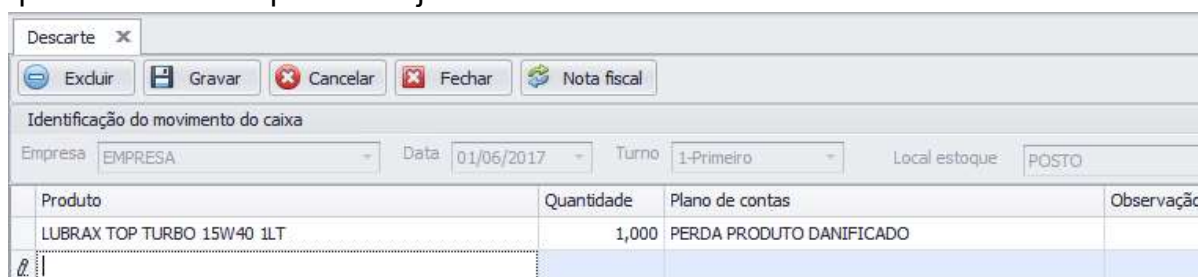 Descarte
Excluir Gravar Cancelar Fechar Nota fiscal
Identificação do movimento do caixa
Empresa EMPRESA Data 01/06/2017 Turno 1-Primeiro Local estoque POSTO
Produto Quantidade Plano de contas Observação
LUBRAX TOP TURBO 15W40 1LT 1,000 PERDA PRODUTO DANIFICADO